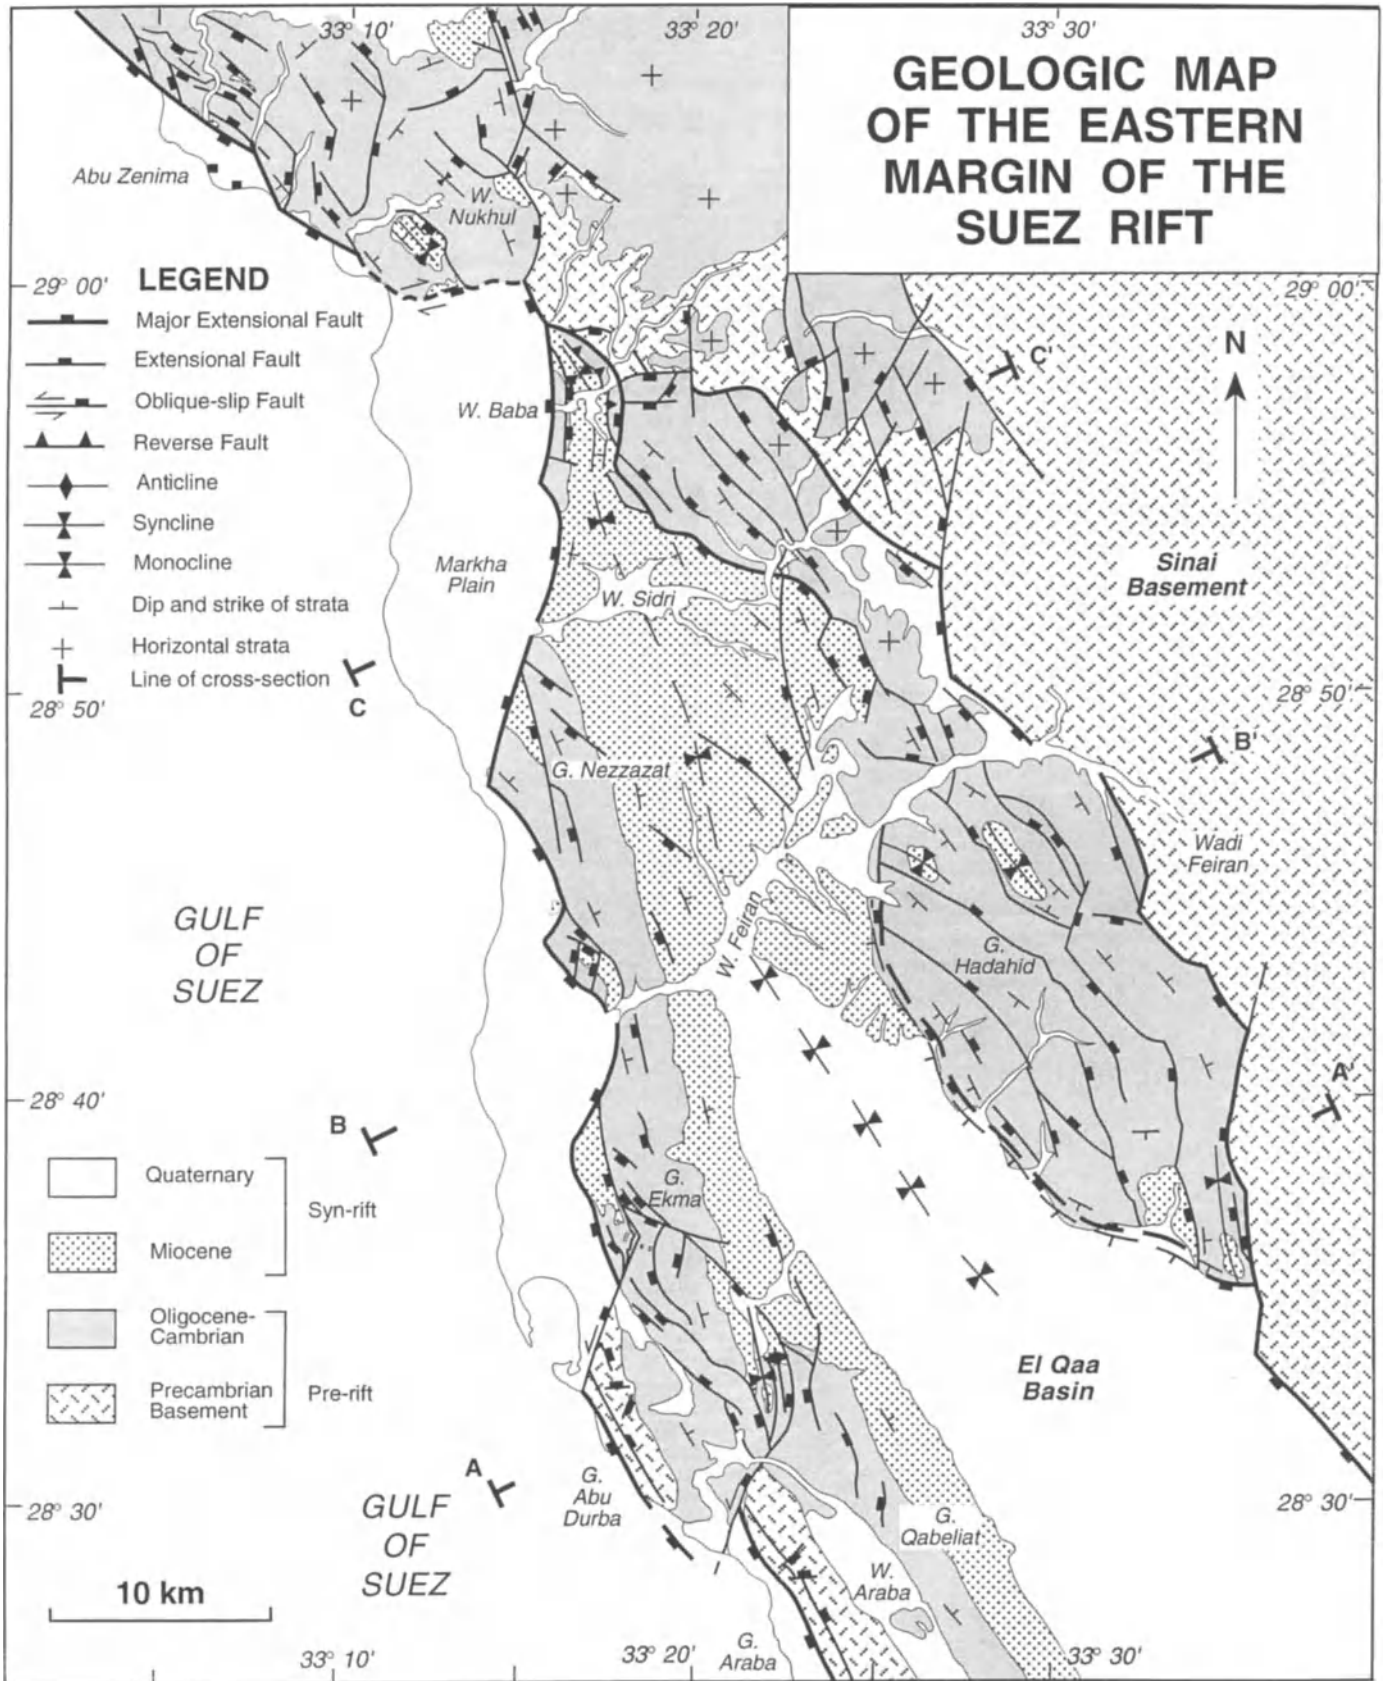 33° 10'
33° 20'
33° 30'
GEOLOGIC MAP
OF THE EASTERN
MARGIN OF THE
SUEZ RIFT
Abu Zenima
W.
Nukhul
29° 00'
29° 00'
LEGEND
Major Extensional Fault
Extensional Fault
Oblique-slip Fault
Reverse Fault
Anticline
Syncline
Monocline
Dip and strike of strata
Horizontal strata
Line of cross-section
N
C'
W. Baba
Markha
Plain
Sinai
Basement
W. Sidri
C
28° 50'
28° 50'
B'
G. Nezzazat
Wadi
Feiran
GULF
OF
SUEZ
W. Feiran
G.
Hadahid
28° 40'
A'
B
Quaternary
Miocene
Syn-rift
Oligocene-
Cambrian
Precambrian
Basement
Pre-rift
G.
Ekma
El Qaa
Basin
A
G.
Abu
Durba
28° 30'
28° 30'
GULF
OF
SUEZ
G.
Qabeliat
W.
Araba
10 km
G.
Araba
33° 10'
33° 20'
33° 30'